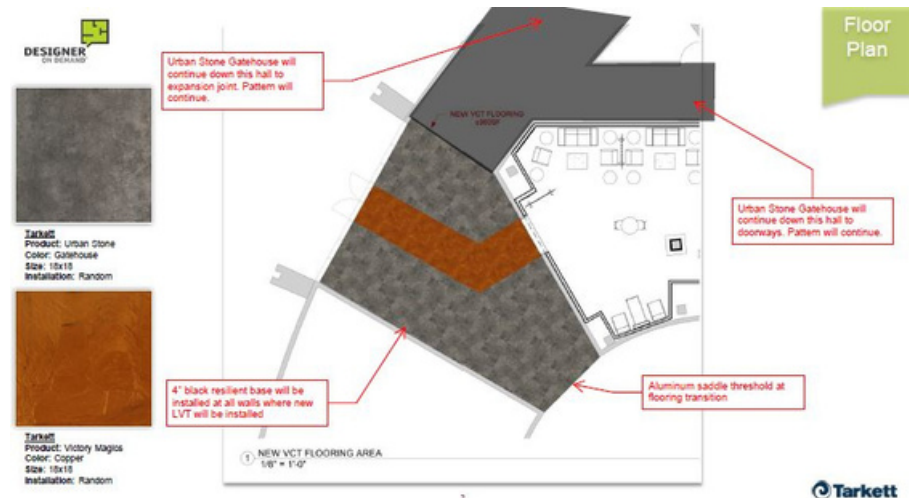 DESIGNER
ON DEMAND
Floor
Plan
Urban Stone Gatehouse will
continue down this hall to
expansion joint. Pattern will
continue.
NEW VCT FLOORING
Tarkett
Product: Urban Stone
Color: Gatehouse
Size: 18x18
Installation: Random
Urban Stone Gatehouse will
continue down this hall to
doorways. Pattern will continue.
4" black resilient base will be
installed at all walls where new
LVT will be installed
Aluminum saddle threshold at
flooring transition
Tarkett
Product: Victory Magics
Color: Copper
Size: 18x18
Installation: Random
1 NEW VCT FLOORING AREA
1/8" = 1'-0"
Tarkett